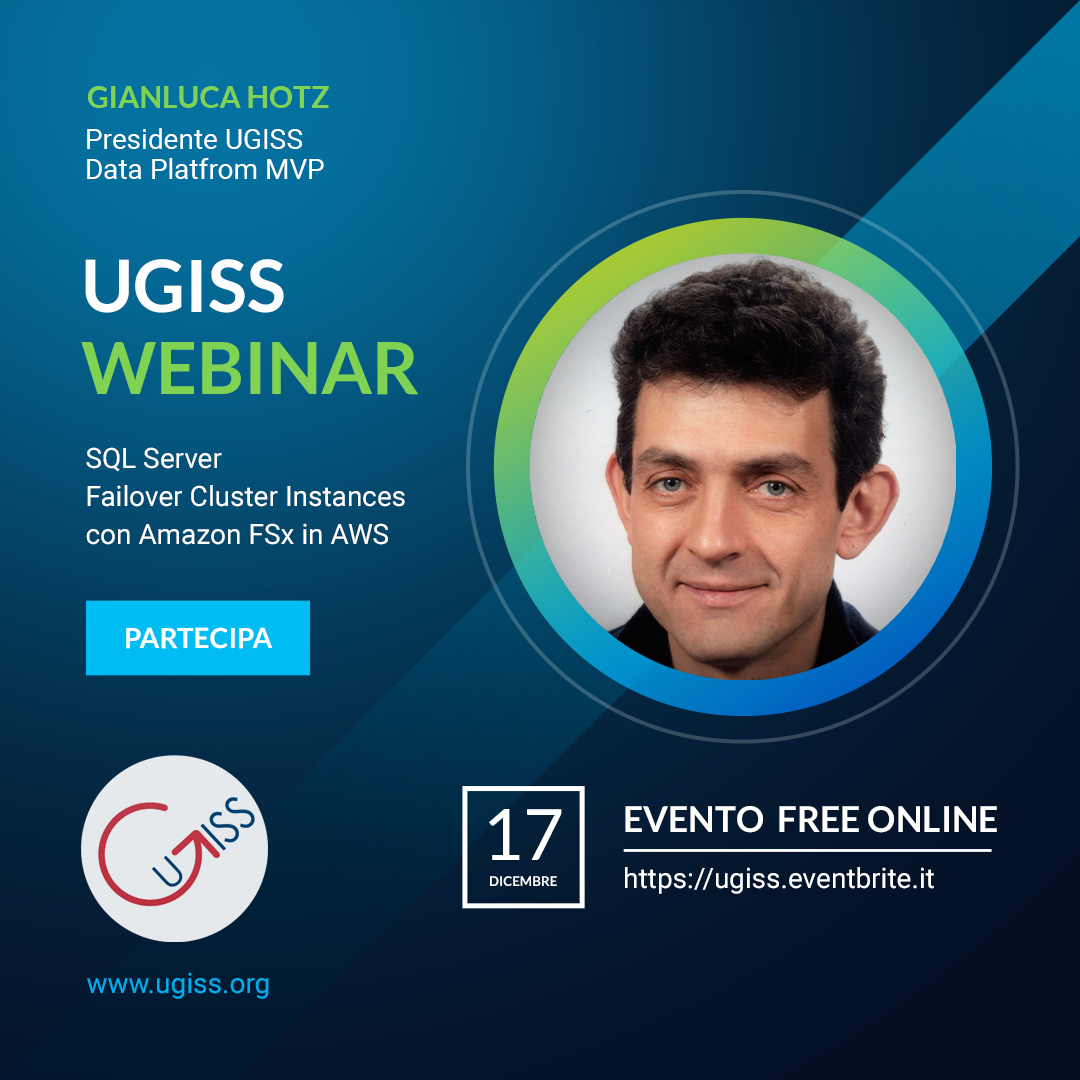 GIANLUCA HOTZ
Presidente UGISS
Data Platfrom MVP
UGISS
WEBINAR
SQL Server
Failover Cluster Instances
con Amazon FSx in AWS
PARTECIPA
UGISS
www.ugiss.org
17
DICEMBRE
EVENTO FREE ONLINE
https://ugiss.eventbrite.it